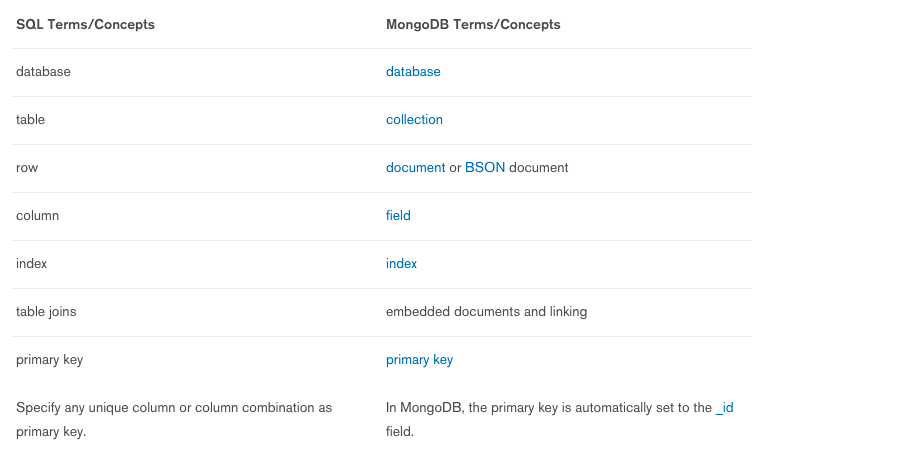 SQL Terms/Concepts MongoDB Terms/Concepts
database database
table collection
row document or BSON document
column field
index index
table joins embedded documents and linking
primary key primary key
Specify any unique column or column combination as
primary key.
In MongoDB, the primary key is automatically set to the _id
field.